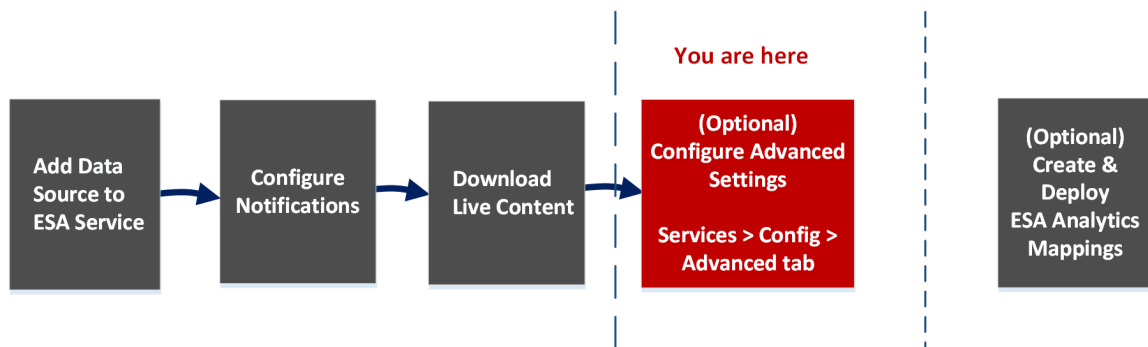 You are here
Add Data
Source to
ESA Service
Configure
Notifications
Download
Live Content
(Optional)
Configure Advanced
Settings
Services > Config >
Advanced tab
(Optional)
Create &
Deploy
ESA Analytics
Mappings